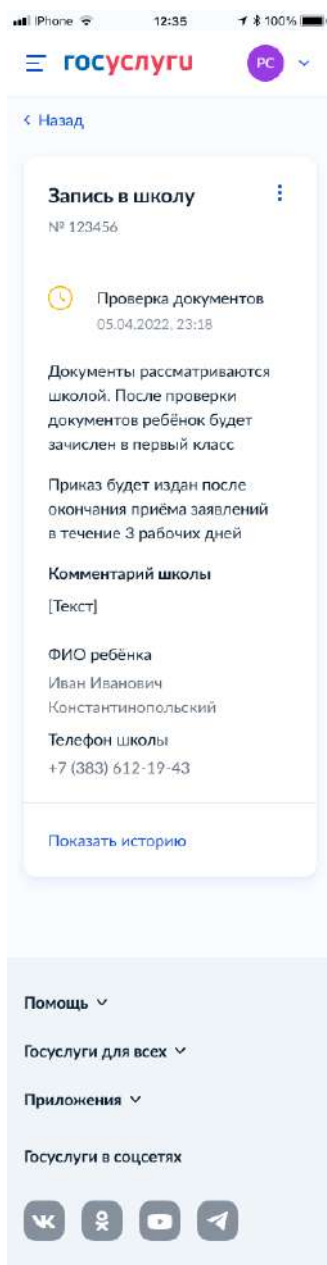 iPhone 12:35 100%
госуслуги РС
Назад
Запись в школу
№ 123456
Проверка документов
05.04.2022, 23:18
Документы рассматриваются
школой. После проверки
документов ребёнок будет
зачислен в первый класс
Приказ будет издан после
окончания приёма заявлений
в течение 3 рабочих дней
Комментарий школы
[Текст]
ФИО ребёнка
Иван Иванович
Константинопольский
Телефон школы
+7 (383) 612-19-43
Показать историю
Помощь
Госуслуги для всех
Приложения
Госуслуги в соцсетях